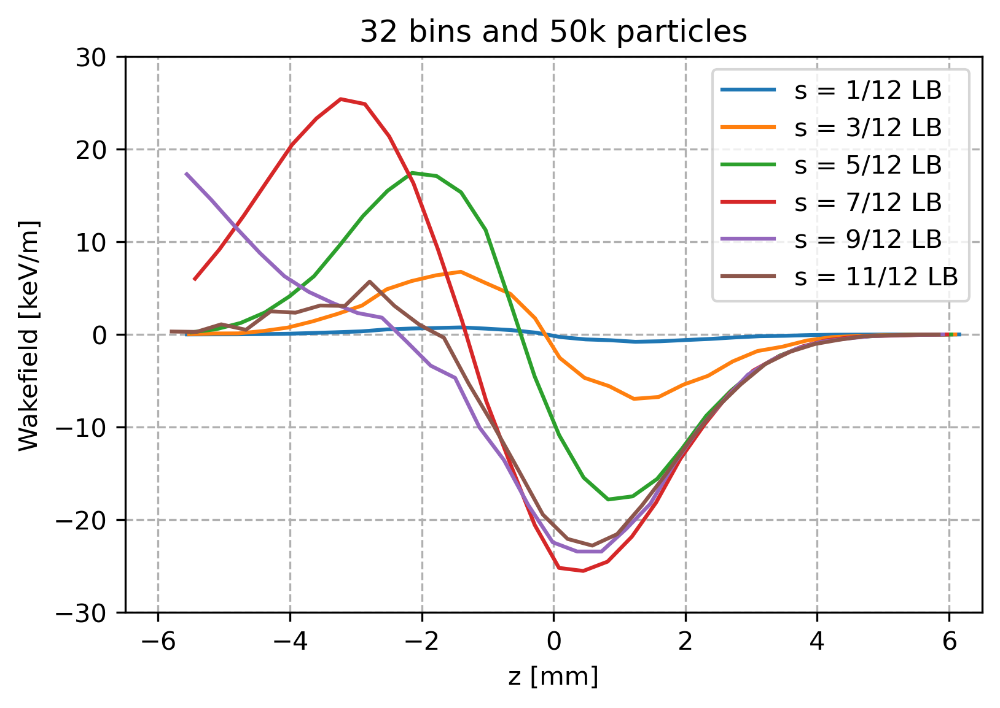 32 bins and 50k particles
Wakefield [keV/m]
30
20
10
0
−10
−20
−30
s = 1/12 LB
s = 3/12 LB
s = 5/12 LB
s = 7/12 LB
s = 9/12 LB
s = 11/12 LB
−6 −4 −2 0 2 4 6
z [mm]